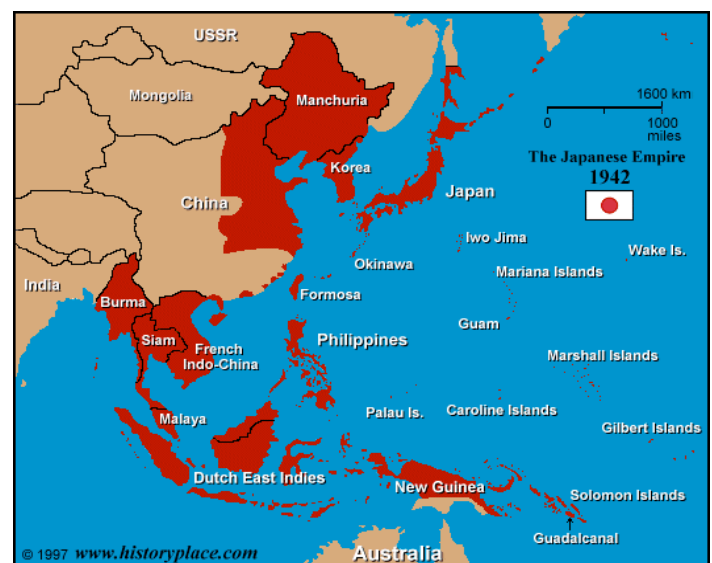 USSR
Mongolia
Manchuria
1600 km
0
1000
miles
The Japanese Empire
1942
Korea
Japan
China
Iwo Jima
Wake Is.
Okinawa
Mariana Islands
India
Burma
Formosa
Guam
Siam
Philippines
French
Indo-China
Marshall Islands
Malaya
Palau Is.
Caroline Islands
Gilbert Islands
Dutch East Indies
New Guinea
Solomon Islands
Guadalcanal
© 1997 www.historyplace.com
Australia